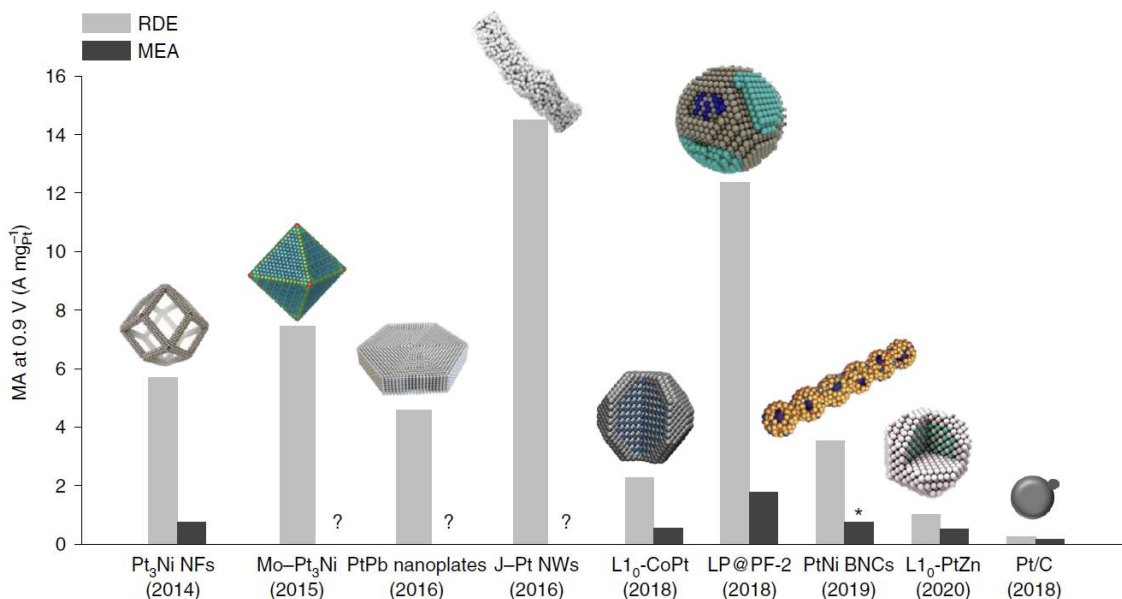 RDE
MEA
MA at 0.9 V (A mg⁻¹Pt)
16
14
12
10
8
6
4
2
0
? ? ? *
Pt₃Ni NFs Mo–Pt₃Ni PtPb nanoplates J–Pt NWs L1₀-CoPt LP@PF-2 PtNi BNCs L1₀-PtZn Pt/C
(2014) (2015) (2016) (2016) (2018) (2018) (2019) (2020) (2018)